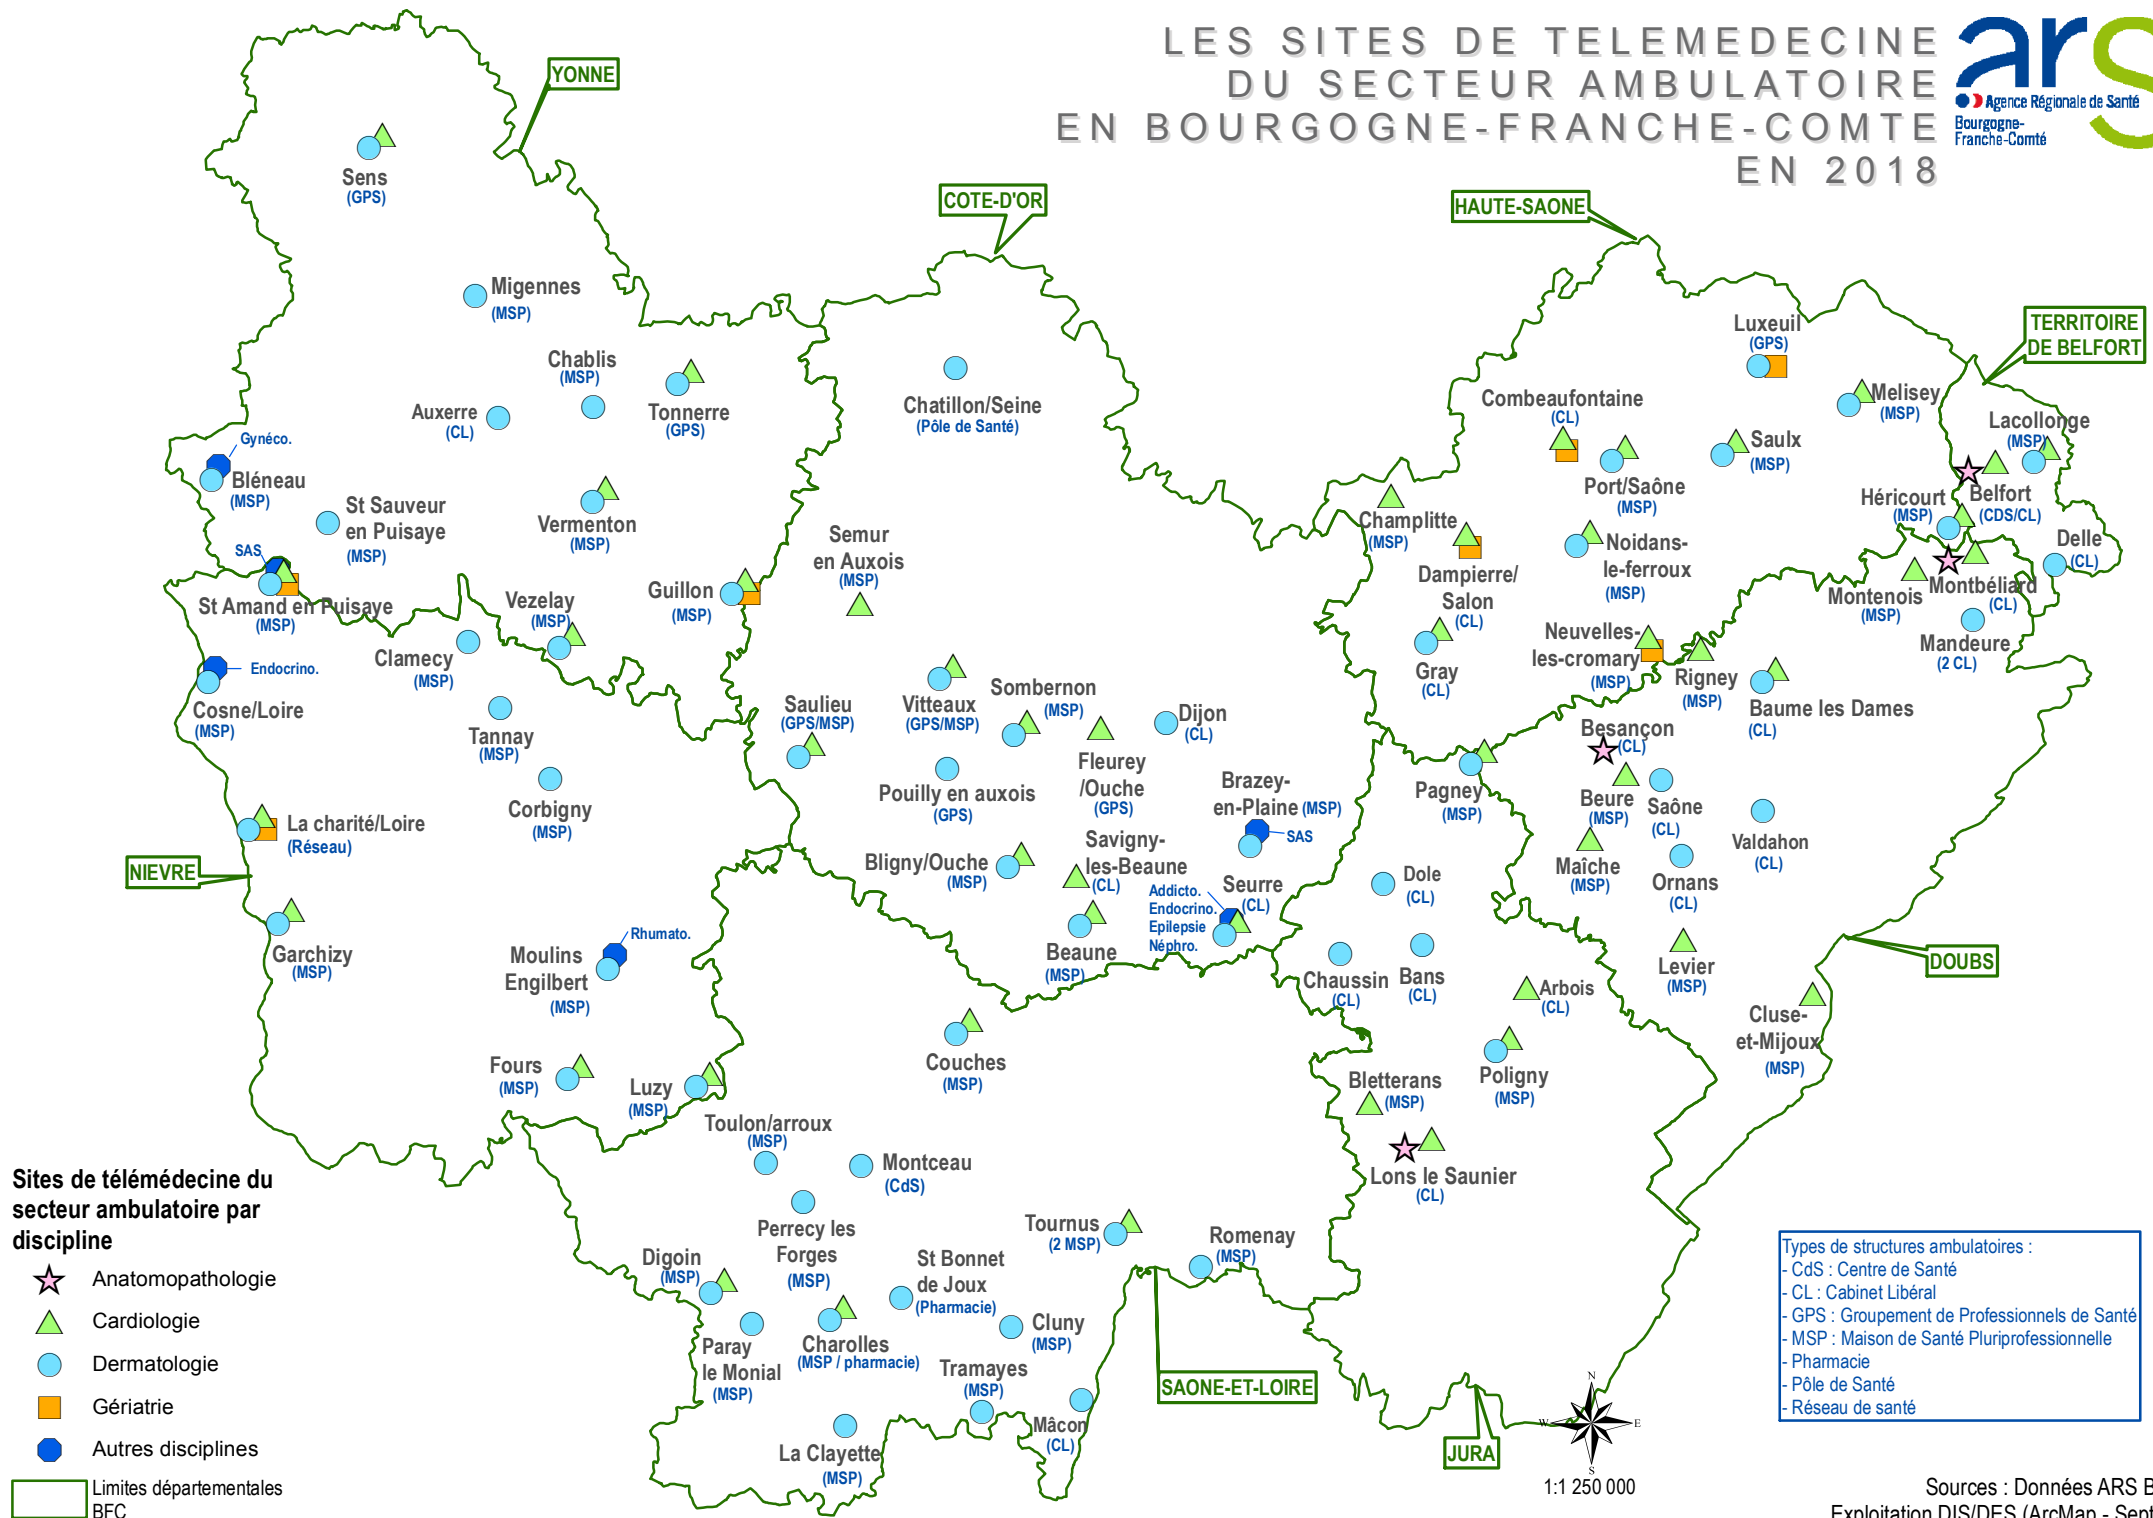 LES SITES DE TELEMEDECINE
DU SECTEUR AMBULATOIRE
EN BOURGOGNE-FRANCHE-COMTE
EN 2018
ars
Agence Régionale de Santé
Bourgogne-
Franche-Comté
YONNE
COTE-D'OR
HAUTE-SAONE
TERRITOIRE
DE BELFORT
NIEVRE
DOUBS
SAONE-ET-LOIRE
JURA
Sens
(GPS)
Migennes
(MSP)
Chablis
(MSP)
Auxerre
(CL)
Tonnerre
(GPS)
Gynéco.
Bléneau
(MSP)
St Sauveur
en Puisaye
(MSP)
Vermenton
(MSP)
SAS
St Amand en Puisaye
(MSP)
Vezelay
(MSP)
Guillon
(MSP)
Clamecy
(MSP)
Endocrino.
Cosne/Loire
(MSP)
Tannay
(MSP)
Corbigny
(MSP)
La charité/Loire
(Réseau)
Garchizy
(MSP)
Moulins
Engilbert
(MSP)
Rhumato.
Fours
(MSP)
Luzy
(MSP)
Chatillon/Seine
(Pôle de Santé)
Semur
en Auxois
(MSP)
Saulieu
(GPS/MSP)
Vitteaux
(GPS/MSP)
Sombernon
(MSP)
Dijon
(CL)
Fleurey
/Ouche
(GPS)
Pouilly en auxois
(GPS)
Brazey-
en-Plaine (MSP)
SAS
Bligny/Ouche
(MSP)
Savigny-
les-Beaune
(CL)
Beaune
(MSP)
Addicto.
Endocrino.
Epilepsie
Néphro.
Seurre
(CL)
Luxeuil
(GPS)
Melisey
(MSP)
Combeaufontaine
(CL)
Saulx
(MSP)
Port/Saône
(MSP)
Champlitte
(MSP)
Dampierre/
Salon
(CL)
Noidans-
le-ferroux
(MSP)
Héricourt
(MSP)
Gray
(CL)
Neuvelles-
les-cromary
(MSP)
Lacollonge
(MSP)
Belfort
(CDS/CL)
Delle
(CL)
Montenois
(MSP)
Montbéliard
(CL)
Mandeure
(2 CL)
Rigney
(MSP)
Baume les Dames
(CL)
Besançon
(CL)
Beure
(MSP)
Saône
(CL)
Valdahon
(CL)
Maîche
(MSP)
Ornans
(CL)
Levier
(MSP)
Cluse-
et-Mijoux
(MSP)
Pagney
(MSP)
Dole
(CL)
Chaussin
(CL)
Bans
(CL)
Arbois
(CL)
Poligny
(MSP)
Bletterans
(MSP)
Lons le Saunier
(CL)
Couches
(MSP)
Toulon/arroux
(MSP)
Montceau
(CdS)
Perrecy les
Forges
(MSP)
Digoin
(MSP)
Paray
le Monial
(MSP)
Charolles
(MSP / pharmacie)
St Bonnet
de Joux
(Pharmacie)
Tournus
(2 MSP)
Romenay
(MSP)
Cluny
(MSP)
Tramayes
(MSP)
Mâcon
(CL)
La Clayette
(MSP)
Sites de télémédecine du
secteur ambulatoire par
discipline
Anatomopathologie
Cardiologie
Dermatologie
Gériatrie
Autres disciplines
Limites départementales
BFC
Types de structures ambulatoires :
- CdS : Centre de Santé
- CL : Cabinet Libéral
- GPS : Groupement de Professionnels de Santé
- MSP : Maison de Santé Pluriprofessionnelle
- Pharmacie
- Pôle de Santé
- Réseau de santé
N
W
E
S
1:1 250 000
Sources : Données ARS B
Exploitation DIS/DES (ArcMap - Sept